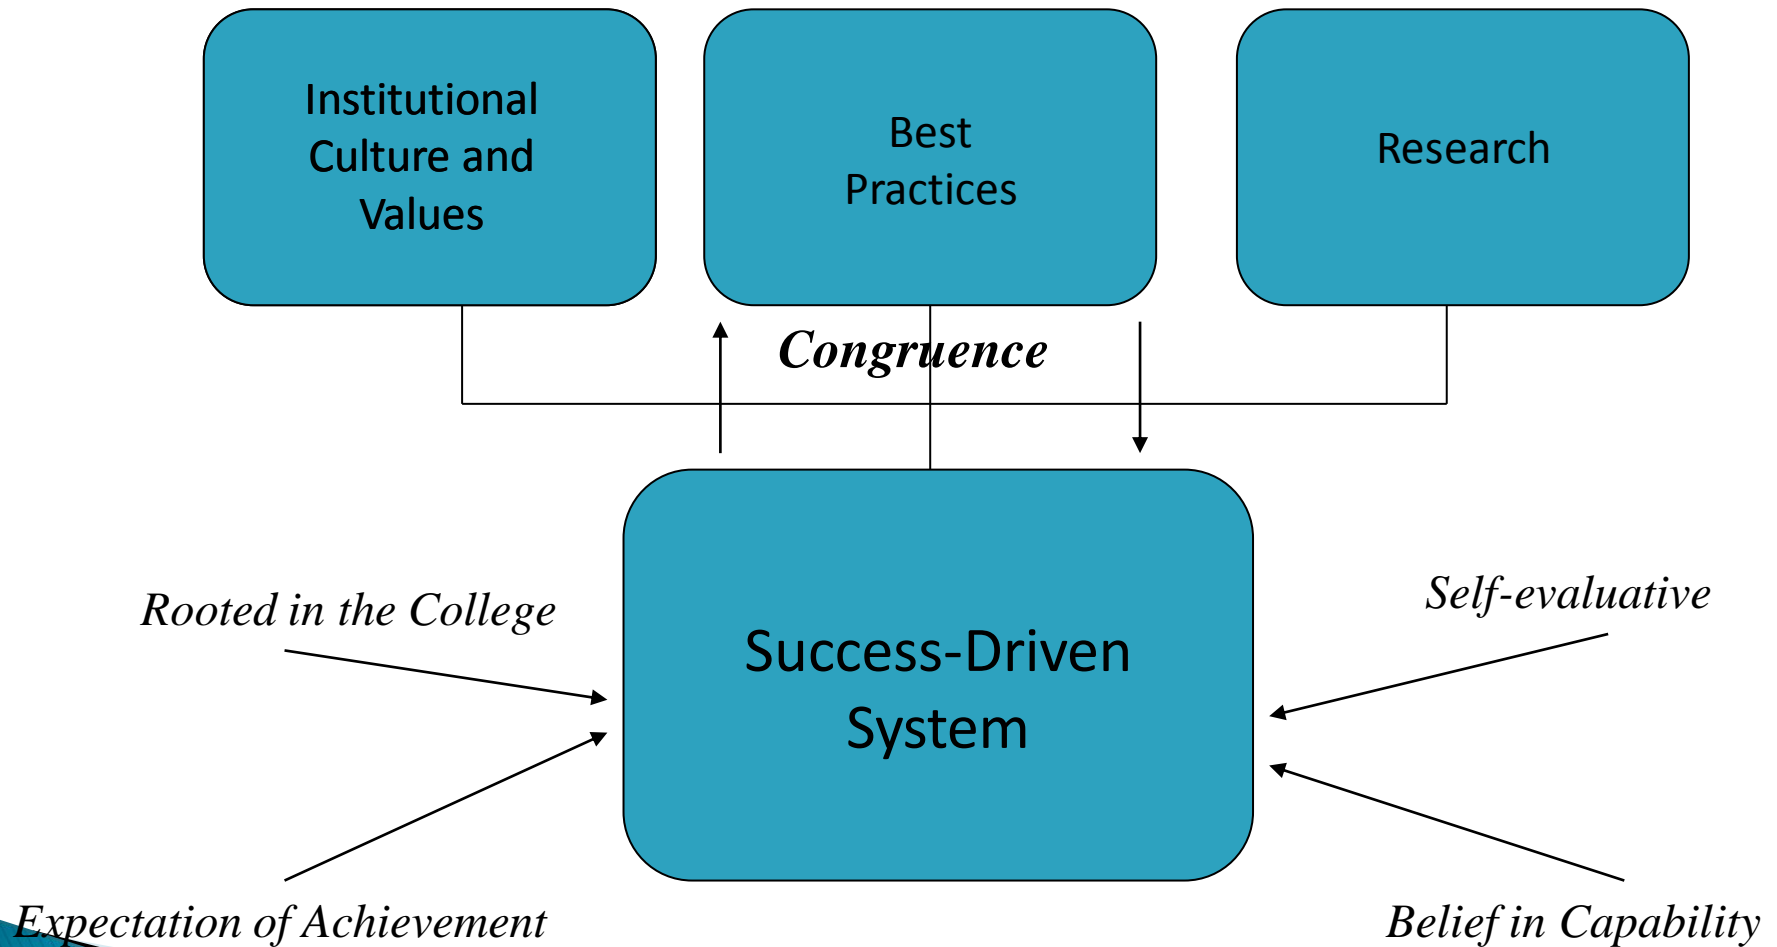 Institutional
Culture and
Values
Best
Practices
Research
Congruence
Rooted in the College
Self-evaluative
Success-Driven
System
Expectation of Achievement
Belief in Capability